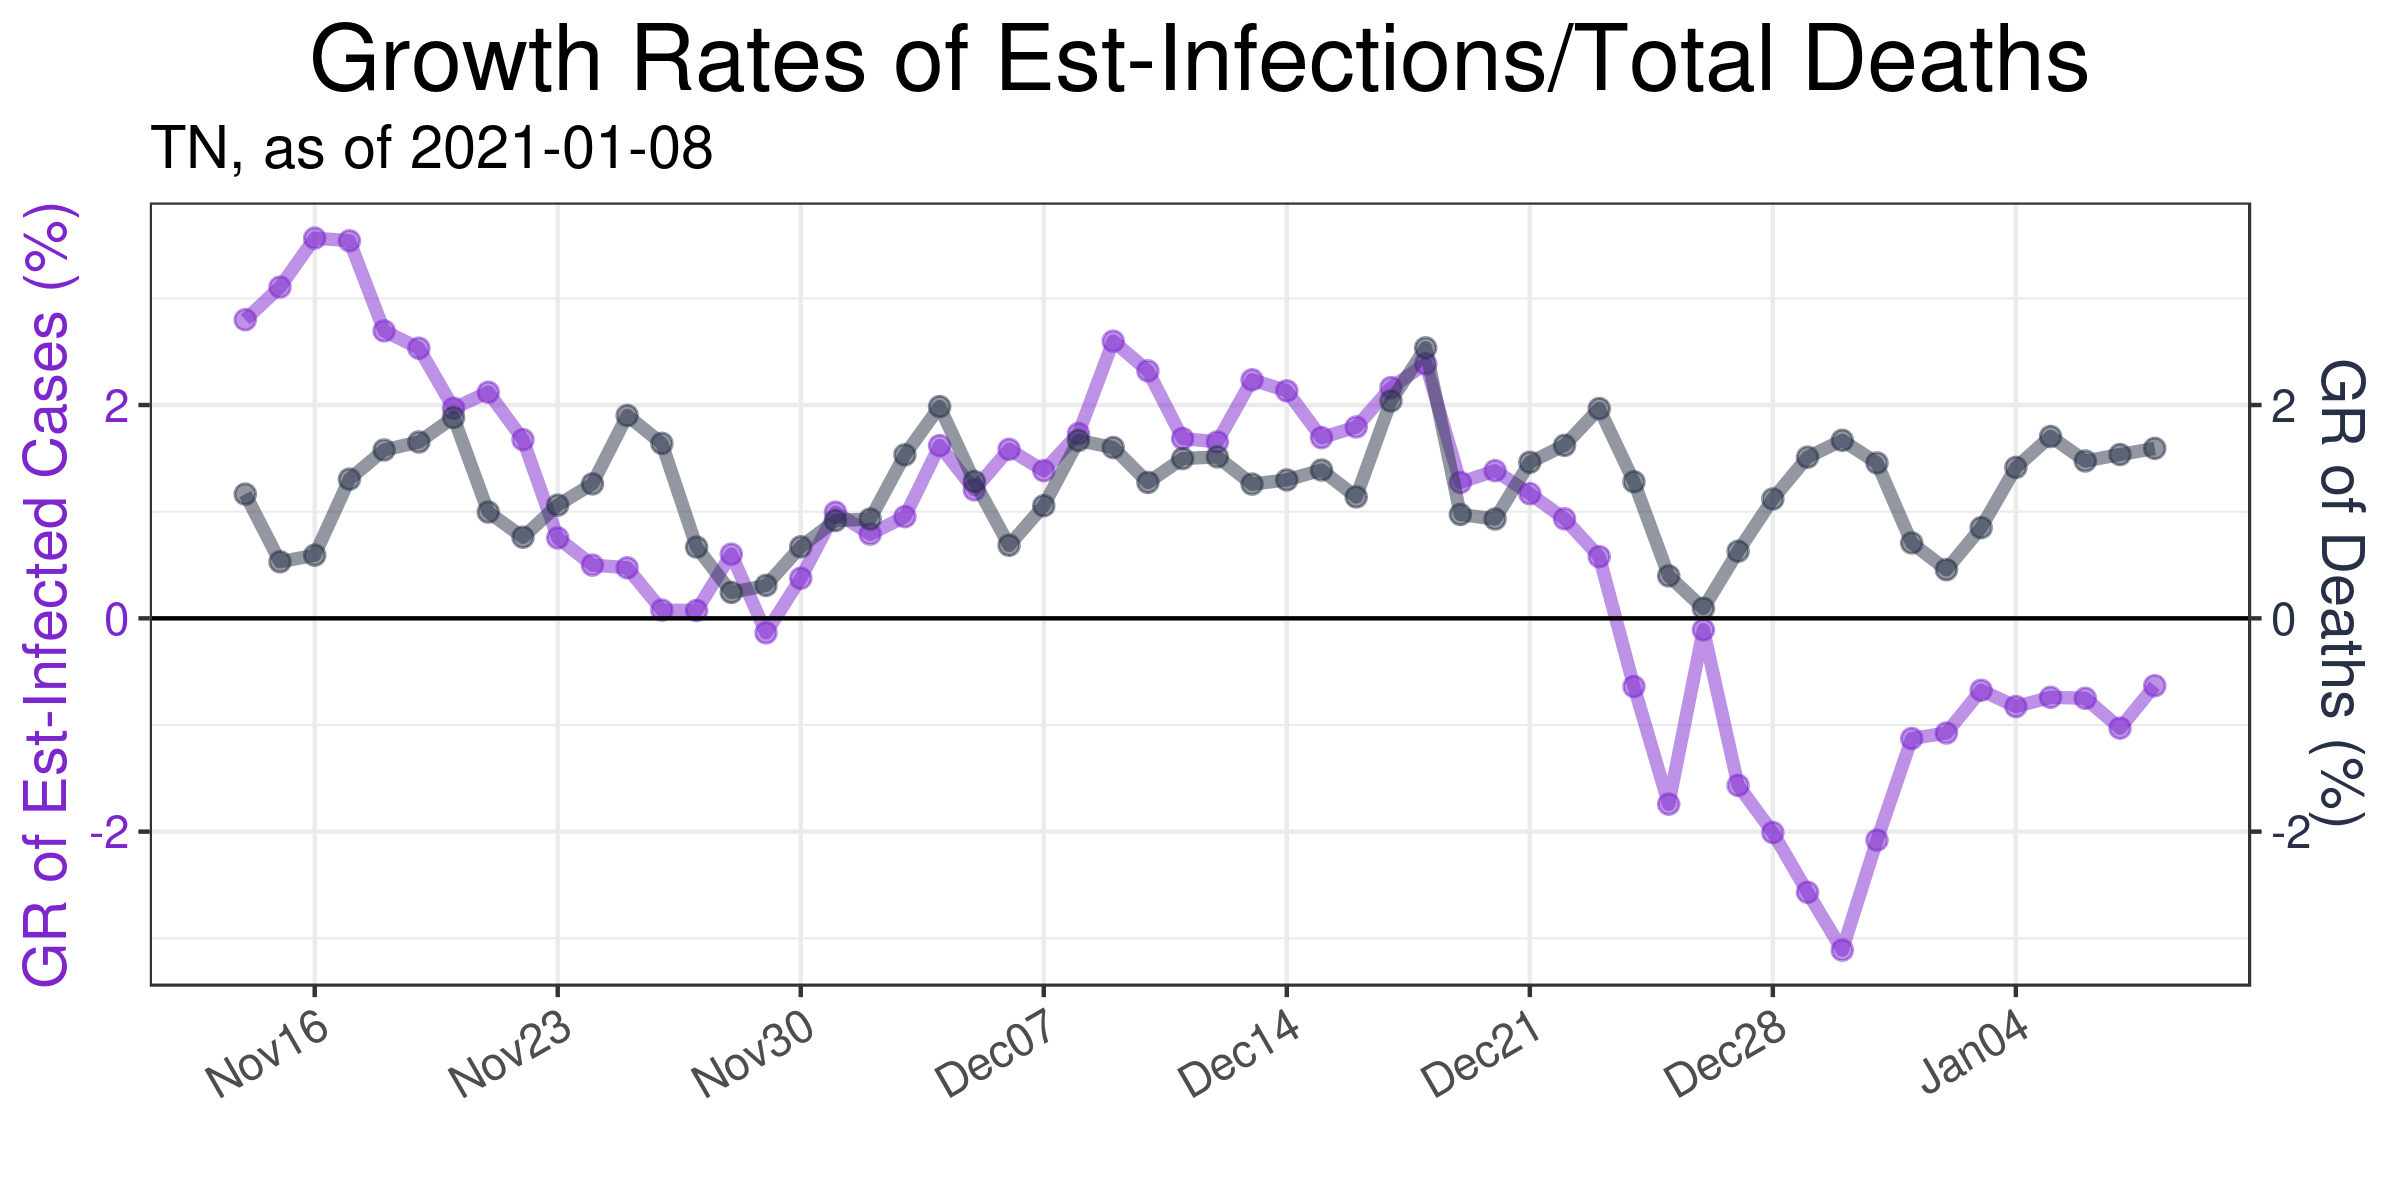 Growth Rates of Est-Infections/Total Deaths
TN, as of 2021-01-08
GR of Est-Infected Cases (%)
2
0
-2
2
0
-2
GR of Deaths (%)
Nov16
Nov23
Nov30
Dec07
Dec14
Dec21
Dec28
Jan04